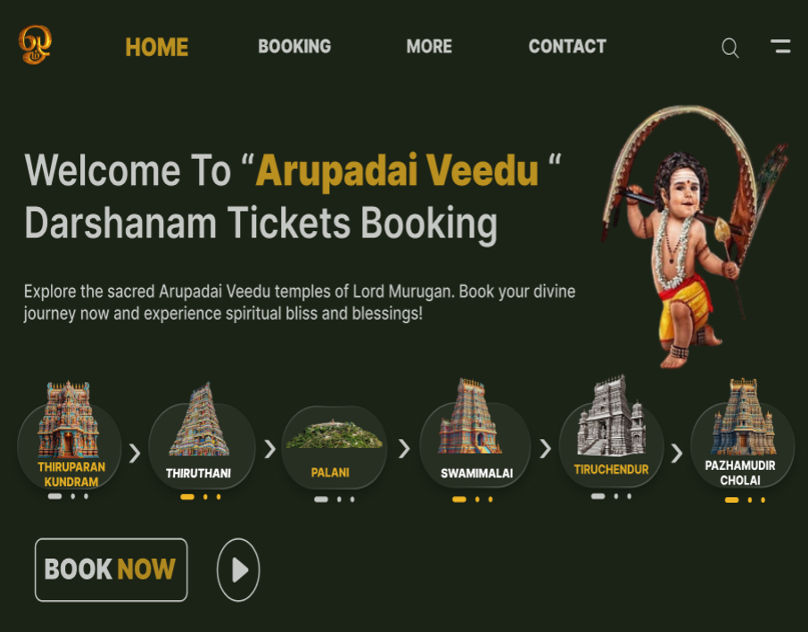 HOME
BOOKING
MORE
CONTACT
Welcome To “Arupadai Veedu “
Darshanam Tickets Booking
Explore the sacred Arupadai Veedu temples of Lord Murugan. Book your divine
journey now and experience spiritual bliss and blessings!
THIRUPARAN
KUNDRAM
THIRUTHANI
PALANI
SWAMIMALAI
TIRUCHENDUR
PAZHAMUDIR
CHOLAI
BOOK NOW